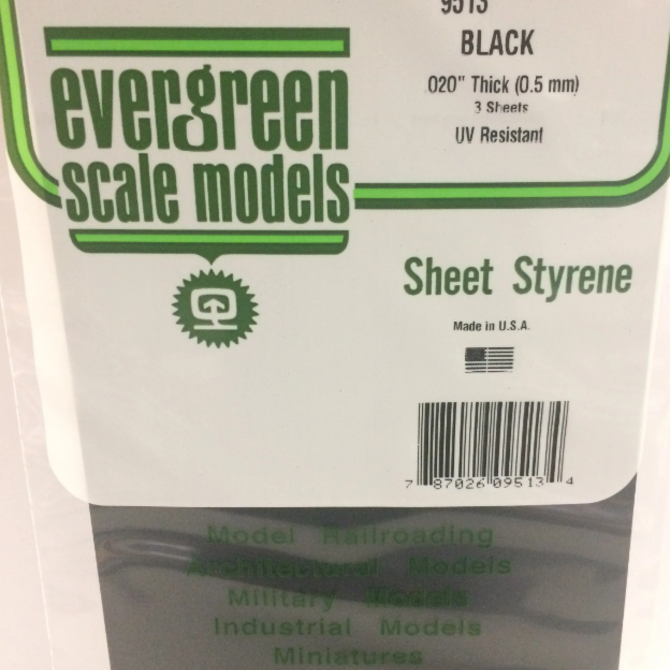 9513
BLACK
.020" Thick (0.5 mm)
3 Sheets
UV Resistant
evergreen
scale models
Sheet Styrene
Made in U.S.A.
7 87026 09513 4
Model Railroading
Architectural Models
Military Models
Industrial Models
Miniatures